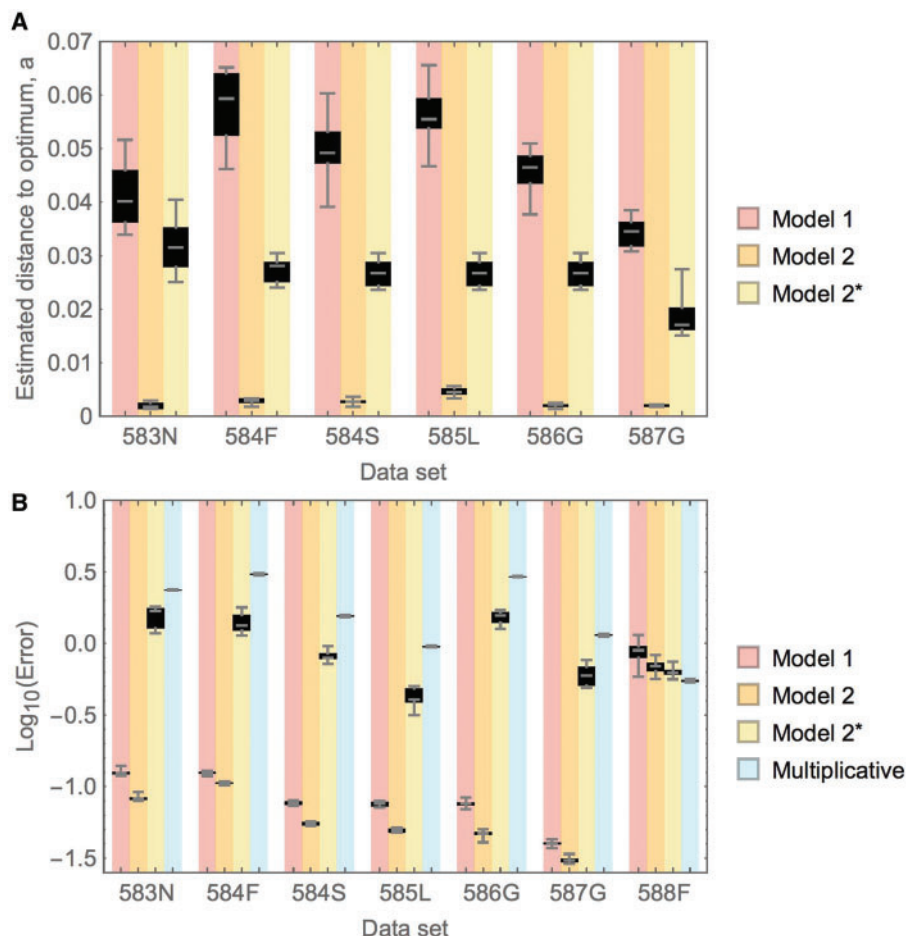 A
Estimated distance to optimum, a
0.07
0.06
0.05
0.04
0.03
0.02
0.01
0
583N 584F 584S 585L 586G 587G
Data set
Model 1
Model 2
Model 2*
B
Log10(Error)
1.0
0.5
0.0
−0.5
−1.0
−1.5
583N 584F 584S 585L 586G 587G 588F
Data set
Model 1
Model 2
Model 2*
Multiplicative